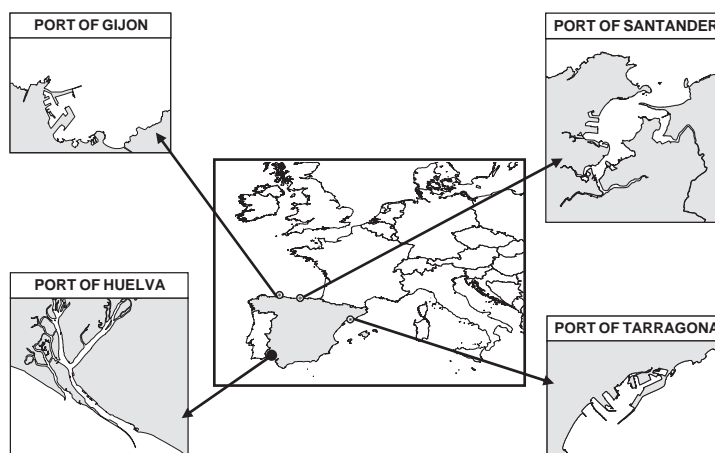 PORT OF GIJON
PORT OF SANTANDER
PORT OF HUELVA
PORT OF TARRAGONA